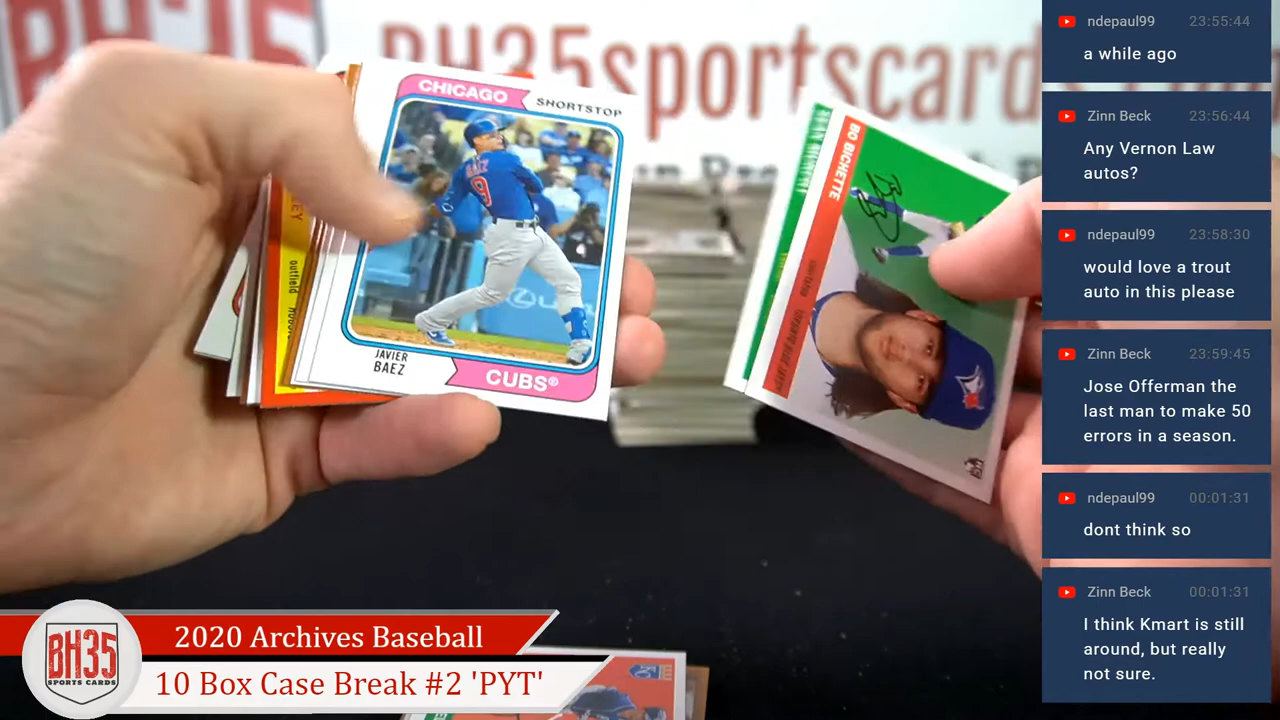 BH35sportscard
CHICAGO
SHORTSTOP
BAEZ
9
JAVIER
BAEZ
CUBS®
outfield
BO BICHETTE
2020 Archives Baseball
10 Box Case Break #2 'PYT'
BH35
SPORTS CARDS
ndepaul99 23:55:44
a while ago
Zinn Beck 23:56:44
Any Vernon Law
autos?
ndepaul99 23:58:30
would love a trout
auto in this please
Zinn Beck 23:59:45
Jose Offerman the
last man to make 50
errors in a season.
ndepaul99 00:01:31
dont think so
Zinn Beck 00:01:31
I think Kmart is still
around, but really
not sure.